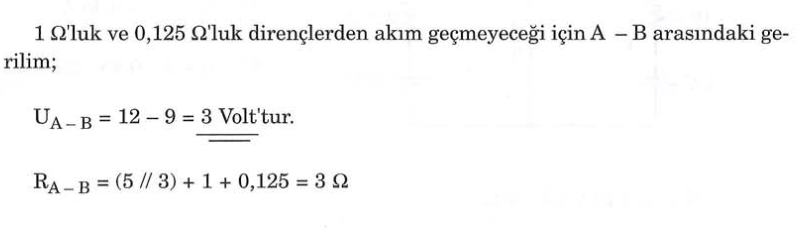 1 Ω'luk ve 0,125 Ω'luk dirençlerden akım geçmeyeceği için A – B arasındaki ge-
rilim;
U_A – B = 12 – 9 = 3 Volt'tur.
R_A – B = (5 // 3) + 1 + 0,125 = 3 Ω